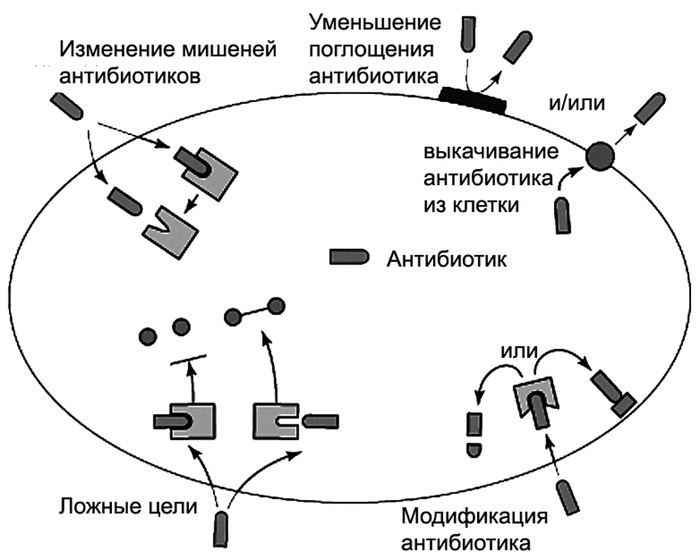 Изменение мишеней
антибиотиков
Уменьшение
поглощения
антибиотика
и/или
выкачивание
антибиотика
из клетки
Антибиотик
или
Ложные цели
Модификация
антибиотика